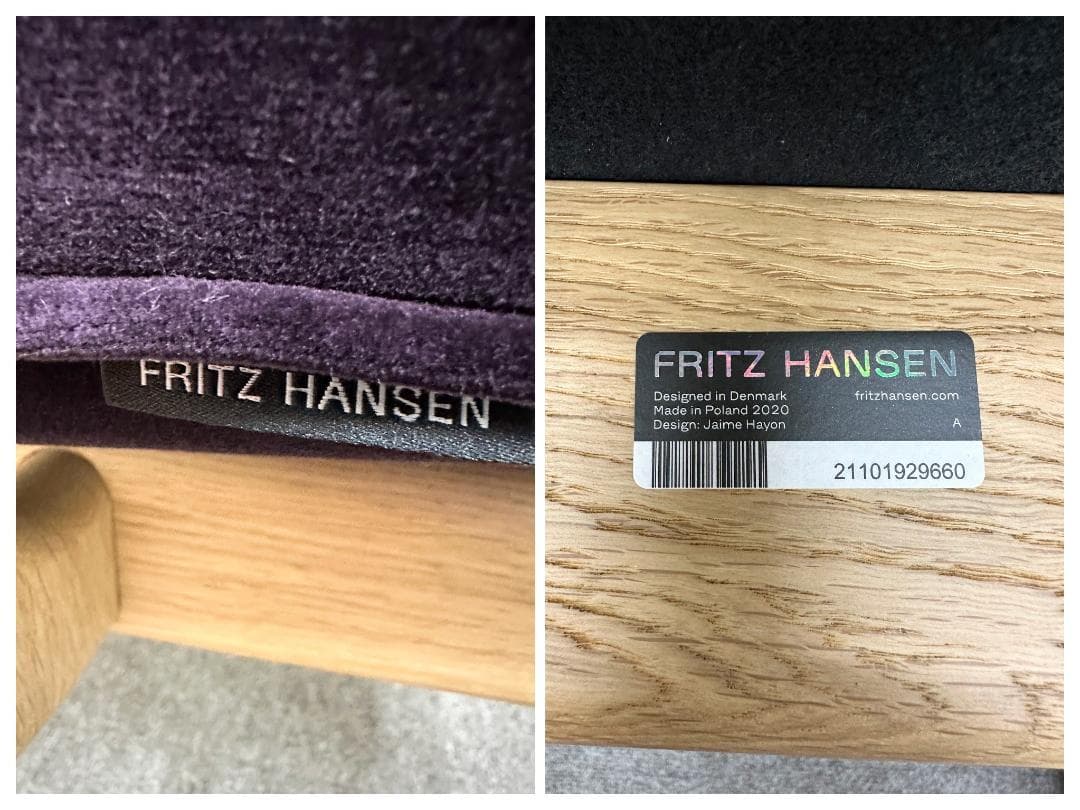 FRITZ HANSEN
FRITZ HANSEN
Designed in Denmark
fritzhansen.com
Made in Poland 2020
Design: Jaime Hayon
A
21101929660